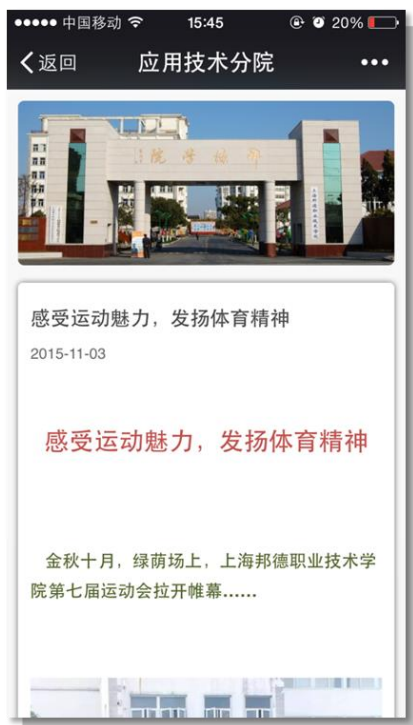 中国移动 15:45 20%
返回 应用技术分院
感受运动魅力，发扬体育精神
2015-11-03
感受运动魅力，发扬体育精神
金秋十月，绿荫场上，上海邦德职业技术学
院第七届运动会拉开帷幕......